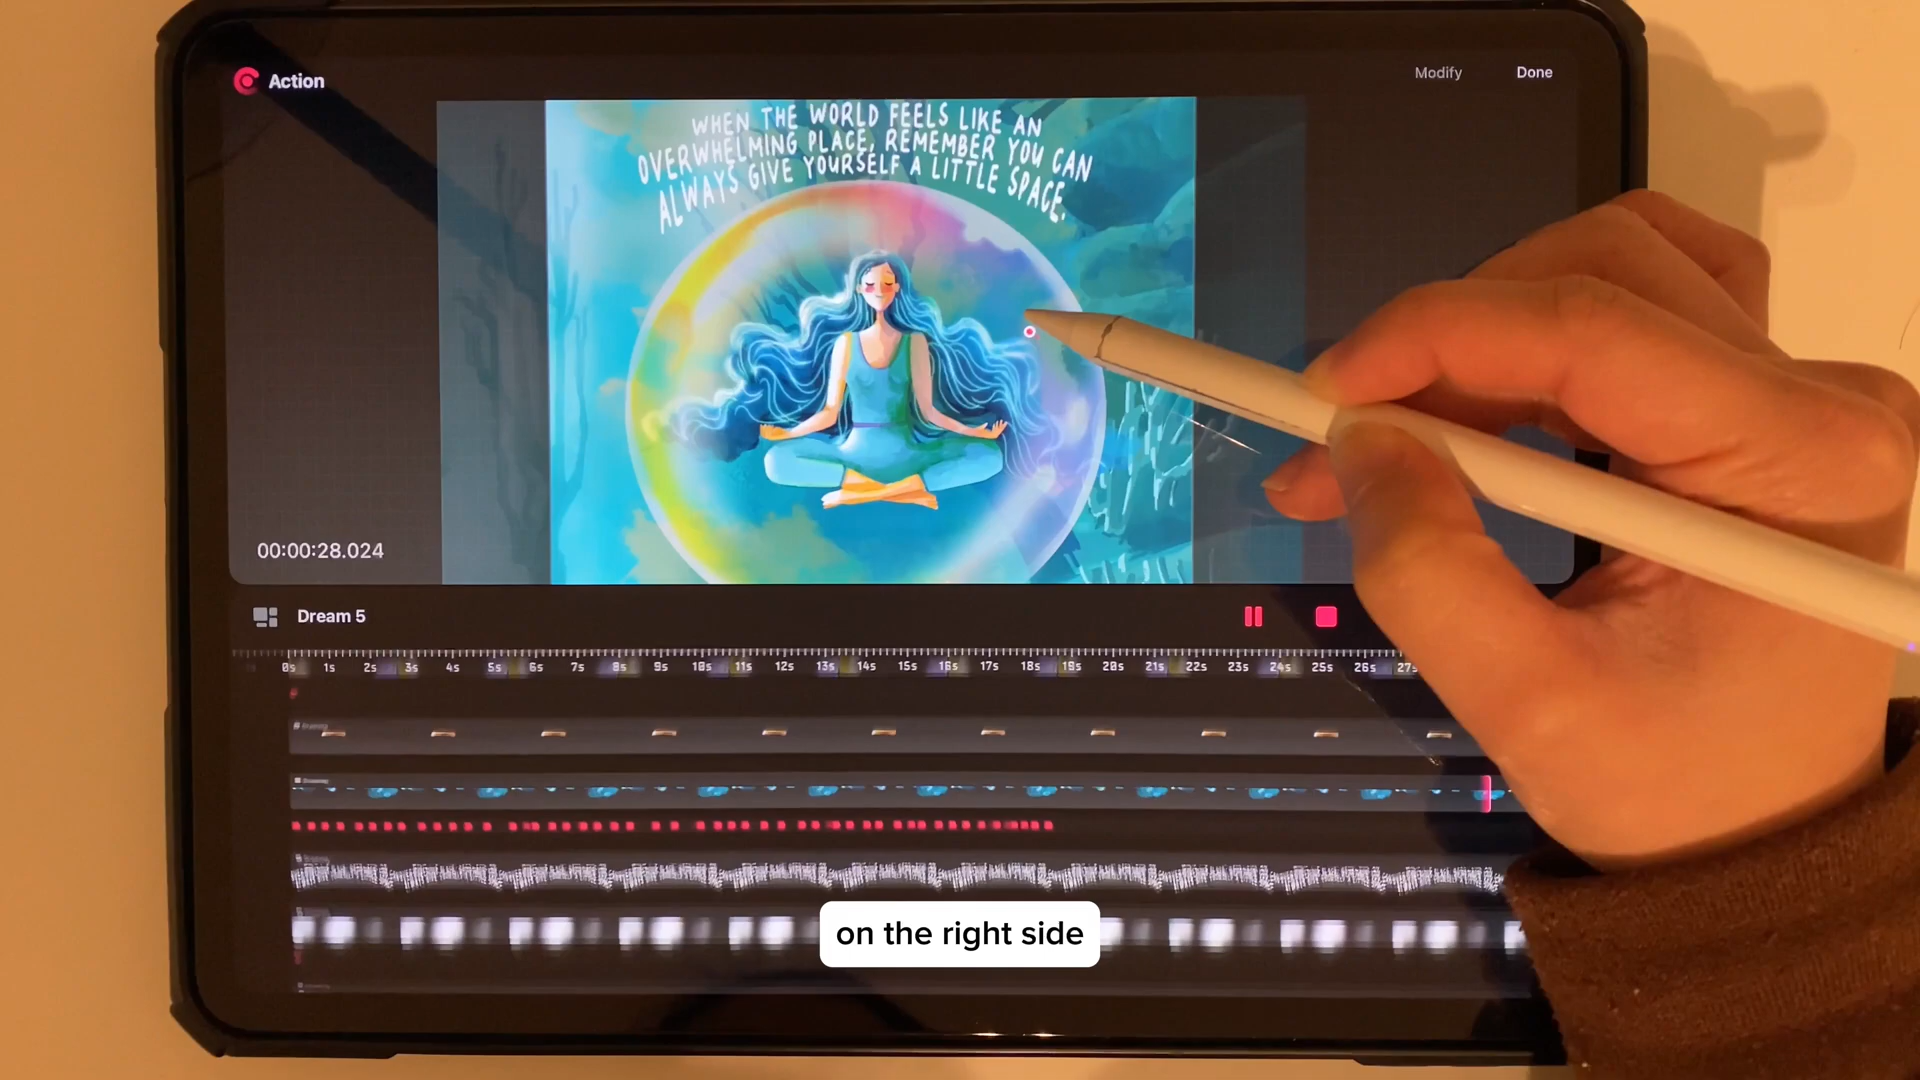 Action
Modify
Done
WHEN THE WORLD FEELS LIKE AN
OVERWHELMING PLACE, REMEMBER YOU CAN
ALWAYS GIVE YOURSELF A LITTLE SPACE.
00:00:28.024
Dream 5
0s 1s 2s 3s 4s 5s 6s 7s 8s 9s 10s 11s 12s 13s 14s 15s 16s 17s 18s 19s 20s 21s 22s 23s 24s 25s 26s 27s
Drawing
on the right side